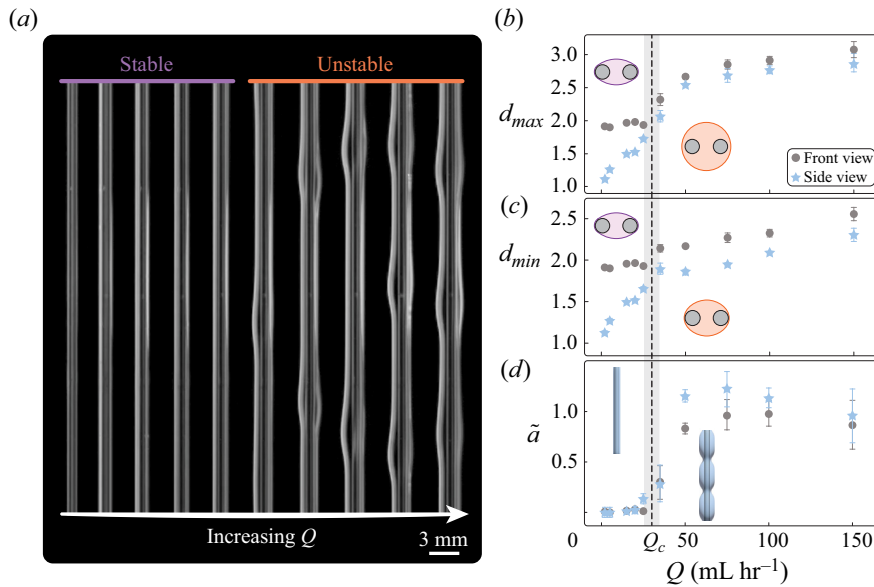 (a)
Stable
Unstable
Increasing Q
3 mm
(b)
3.0
2.5
d_max
2.0
1.5
1.0
Front view
Side view
(c)
2.5
d_min
2.0
1.5
1.0
(d)
ã
1.0
0.5
0
Q_c
50
100
150
Q (mL hr⁻¹)